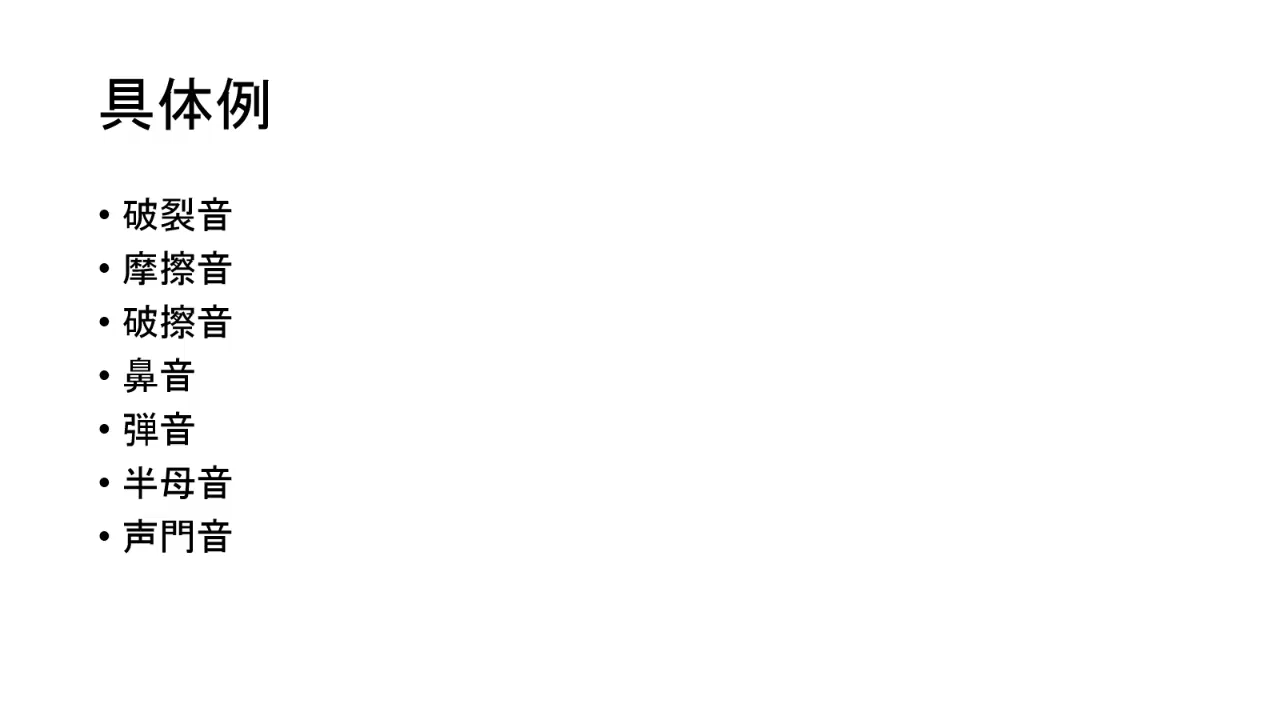 具体例
• 破裂音
• 摩擦音
• 破擦音
• 鼻音
• 弾音
• 半母音
• 声門音